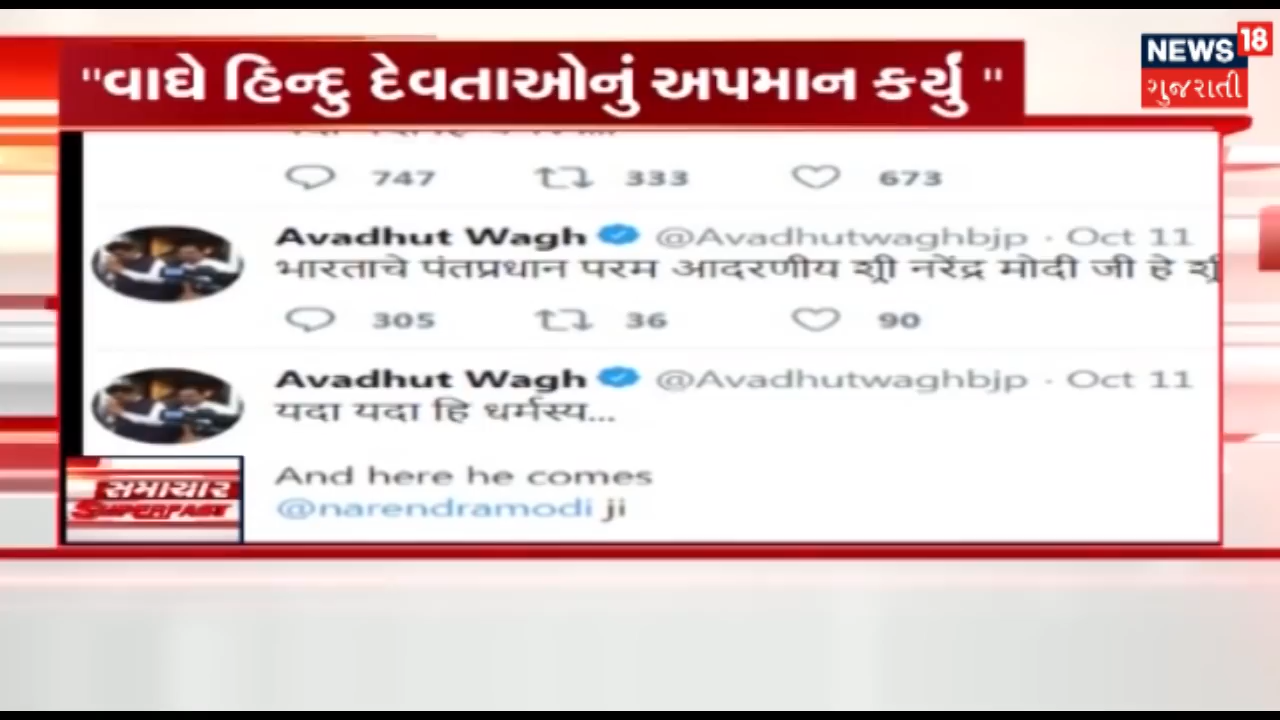 "વાઘે હિન્દુ દેવતાઓનું અપમાન કર્યું "
NEWS 18
ગુજરાતી
747 333 673
Avadhut Wagh @Avadhutwaghbjp · Oct 11
भारताचे पंतप्रधान परम आदरणीय श्री नरेंद्र मोदी जी हे
305 36 90
Avadhut Wagh @Avadhutwaghbjp · Oct 11
यदा यदा हि धर्मस्य...
And here he comes
@narendramodi ji
સમાચાર
SUPERFAST